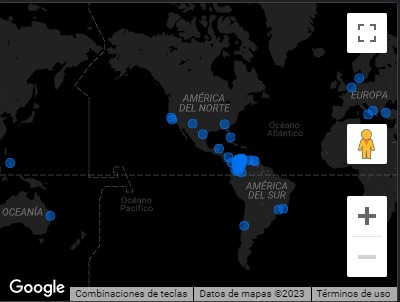 AMÉRICA
DEL NORTE
EUROPA
Océano
Atlántico
AMÉRICA
DEL SUR
Océano
Pacífico
OCEANÍA
Google
Combinaciones de teclas
Datos de mapas ©2023
Términos de uso